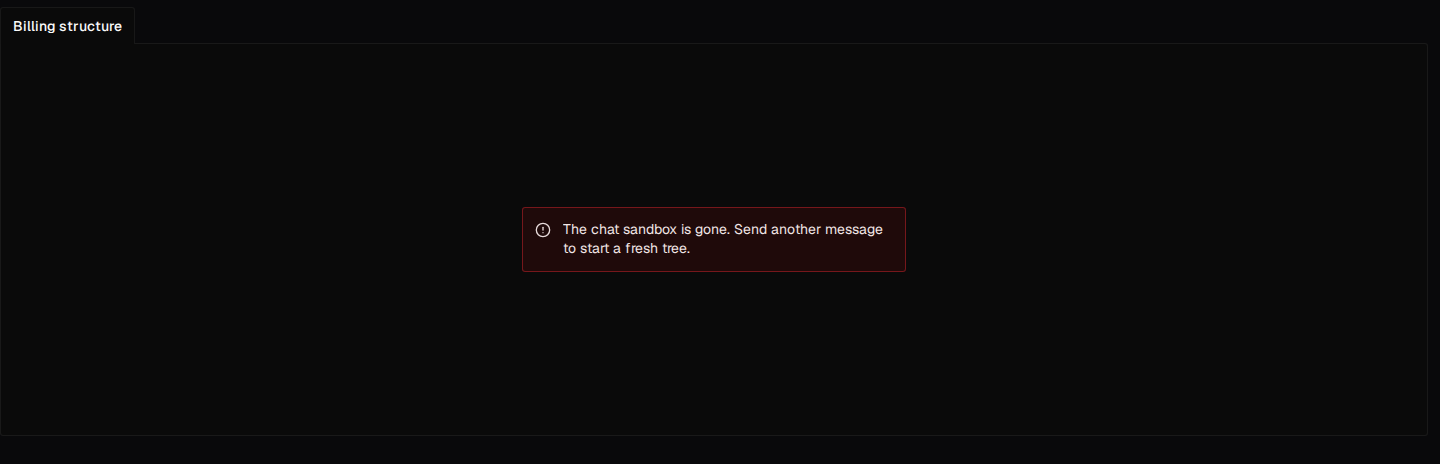 Billing structure
The chat sandbox is gone. Send another message
to start a fresh tree.